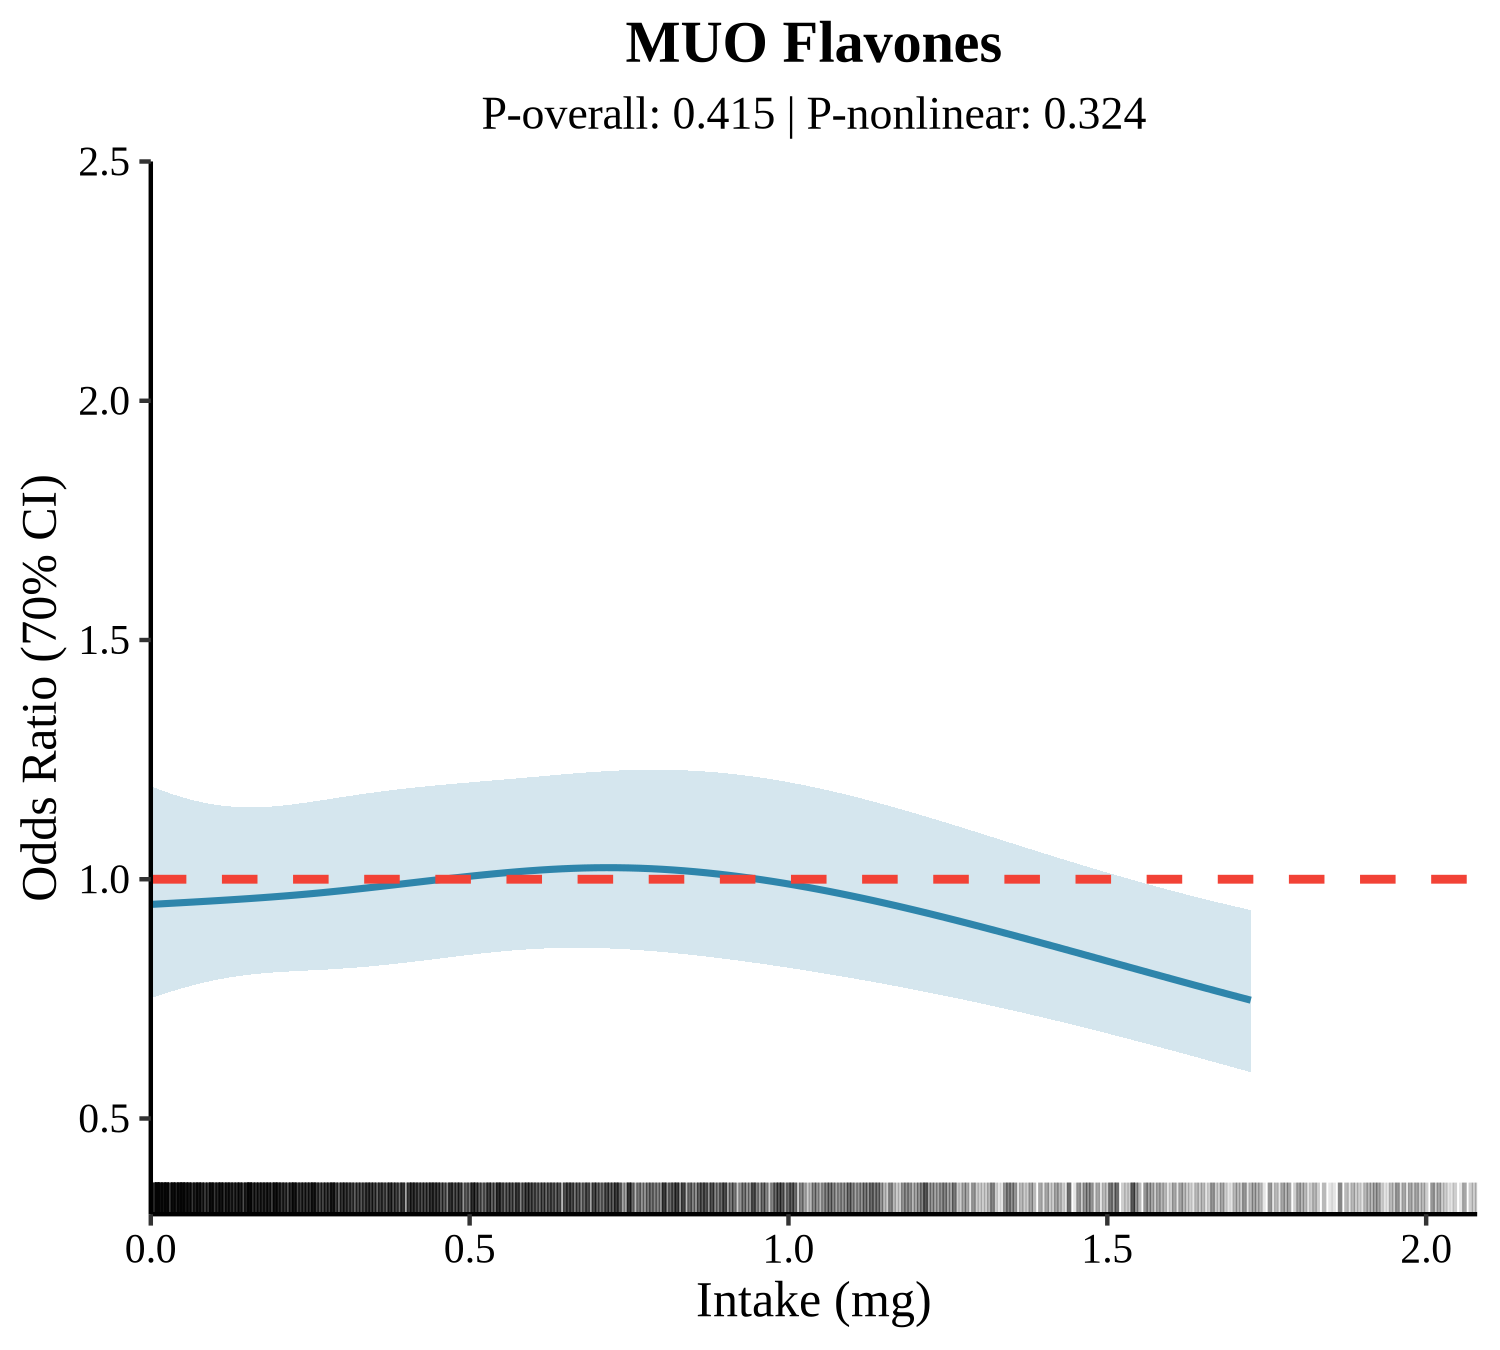 MUO Flavones
P-overall: 0.415 | P-nonlinear: 0.324
Odds Ratio (70% CI)
2.5
2.0
1.5
1.0
0.5
0.0 0.5 1.0 1.5 2.0
Intake (mg)